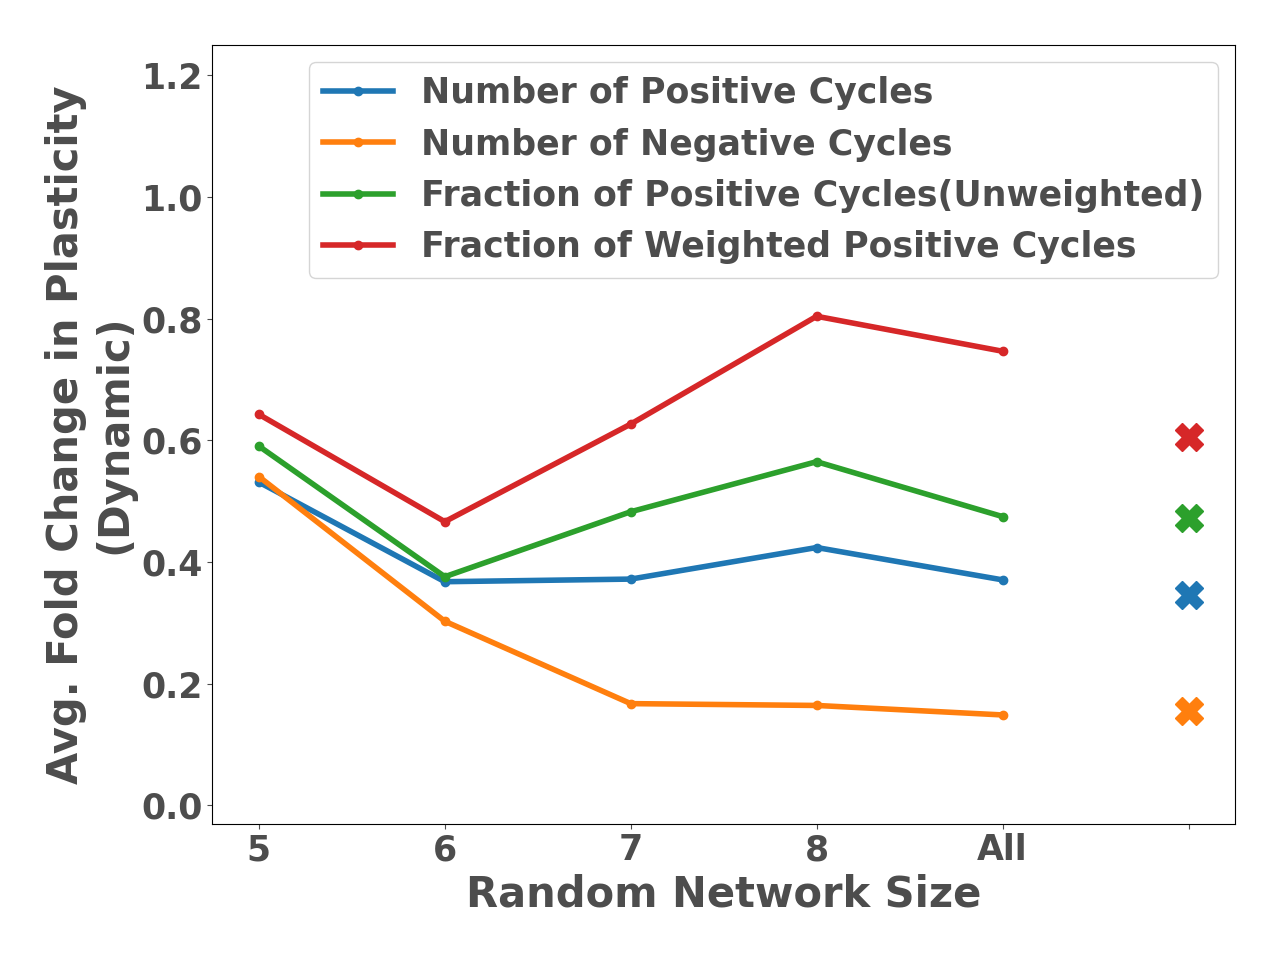 Avg. Fold Change in Plasticity
(Dynamic)
1.2
1.0
0.8
0.6
0.4
0.2
0.0
Number of Positive Cycles
Number of Negative Cycles
Fraction of Positive Cycles(Unweighted)
Fraction of Weighted Positive Cycles
5 6 7 8 All
Random Network Size